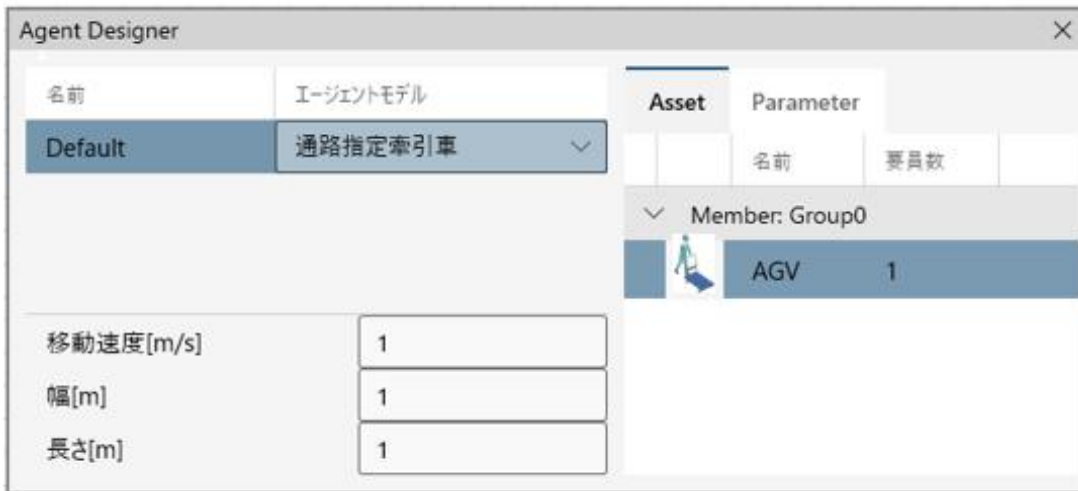 Agent Designer
名前 エージェントモデル
Default 通路指定牽引車
移動速度[m/s] 1
幅[m] 1
長さ[m] 1
Asset Parameter
名前 要員数
Member: Group0
AGV 1